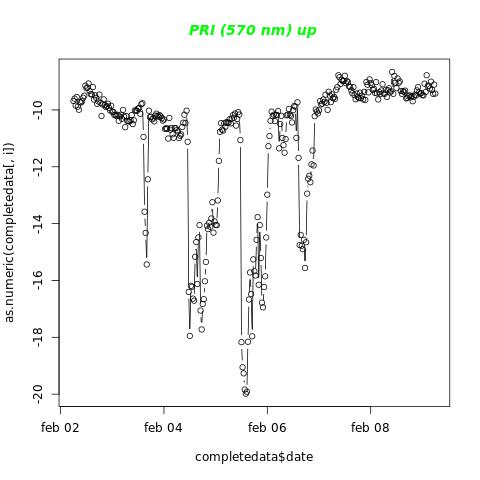 PRI (570 nm) up
as.numeric(completedata[, i])
-10
-12
-14
-16
-18
-20
feb 02
feb 04
feb 06
feb 08
completedata$date